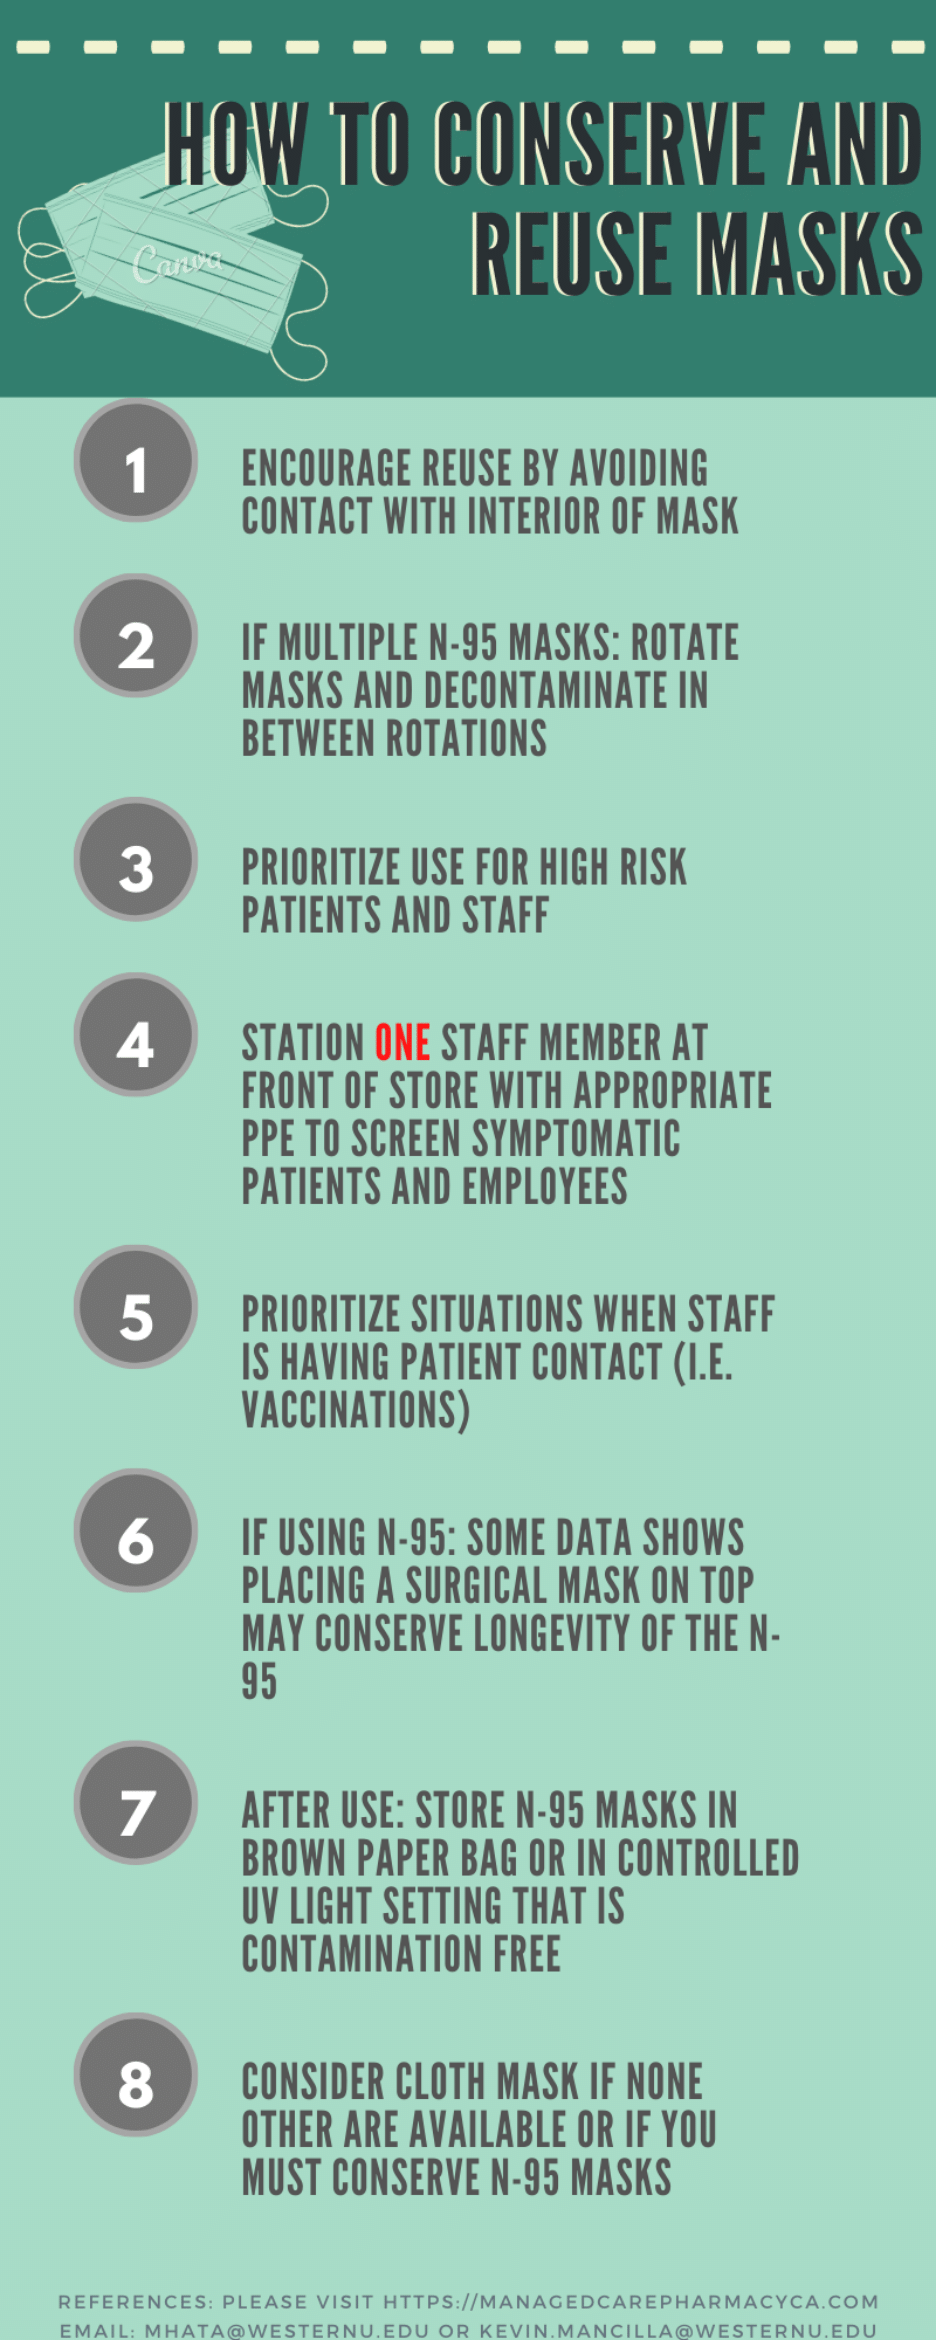 HOW TO CONSERVE AND
REUSE MASKS
Canva
1
ENCOURAGE REUSE BY AVOIDING
CONTACT WITH INTERIOR OF MASK
2
IF MULTIPLE N-95 MASKS: ROTATE
MASKS AND DECONTAMINATE IN
BETWEEN ROTATIONS
3
PRIORITIZE USE FOR HIGH RISK
PATIENTS AND STAFF
4
STATION ONE STAFF MEMBER AT
FRONT OF STORE WITH APPROPRIATE
PPE TO SCREEN SYMPTOMATIC
PATIENTS AND EMPLOYEES
5
PRIORITIZE SITUATIONS WHEN STAFF
IS HAVING PATIENT CONTACT (I.E.
VACCINATIONS)
6
IF USING N-95: SOME DATA SHOWS
PLACING A SURGICAL MASK ON TOP
MAY CONSERVE LONGEVITY OF THE N-
95
7
AFTER USE: STORE N-95 MASKS IN
BROWN PAPER BAG OR IN CONTROLLED
UV LIGHT SETTING THAT IS
CONTAMINATION FREE
8
CONSIDER CLOTH MASK IF NONE
OTHER ARE AVAILABLE OR IF YOU
MUST CONSERVE N-95 MASKS
REFERENCES: PLEASE VISIT HTTPS://MANAGEDCAREPHARMACYCA.COM
EMAIL: MHATA@WESTERNU.EDU OR KEVIN.MANCILLA@WESTERNU.EDU